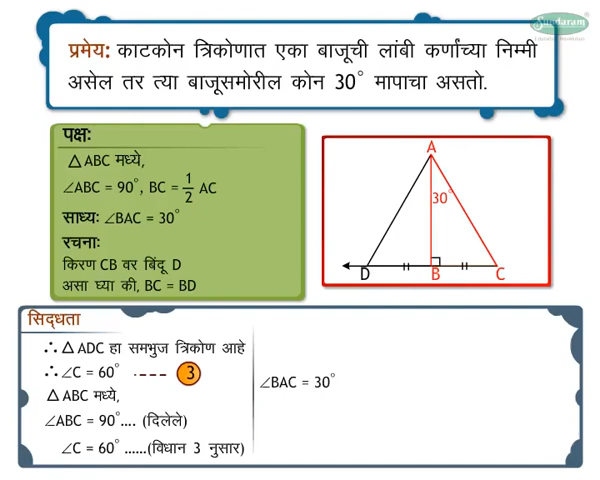 Sundaram
प्रमेय: काटकोन त्रिकोणात एका बाजूची लांबी कर्णाच्या निम्मी
असेल तर त्या बाजूसमोरील कोन 30° मापाचा असतो.
पक्षः
△ ABC मध्ये,
∠ABC = 90°, BC = 1/2 AC
साध्यः ∠BAC = 30°
रचनाः
किरण CB वर बिंदू D
असा घ्या की, BC = BD
A
30°
D B C
सिद्धता
∴ △ ADC हा समभुज त्रिकोण आहे
∴ ∠C = 60° ---- 3
△ ABC मध्ये,
∠ABC = 90°.... (दिलेले)
∠C = 60° ......(विधान 3 नुसार)
∠BAC = 30°